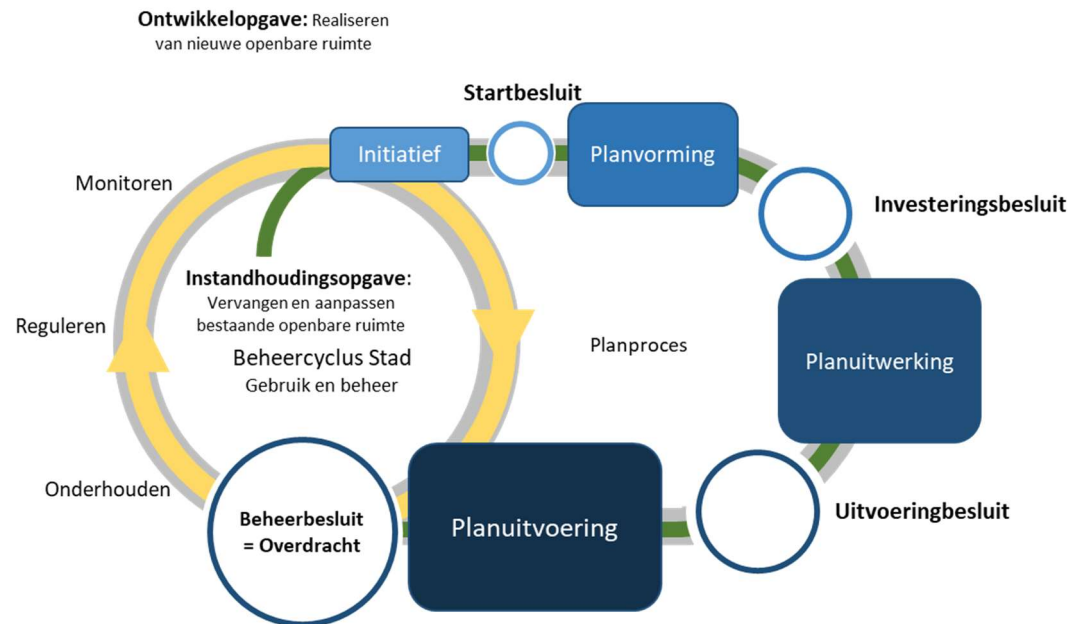 Ontwikkelopgave: Realiseren
van nieuwe openbare ruimte
Startbesluit
Initiatief
Planvorming
Monitoren
Investeringsbesluit
Instandhoudingsopgave:
Vervangen en aanpassen
bestaande openbare ruimte
Reguleren
Beheercyclus Stad
Gebruik en beheer
Planproces
Planuitwerking
Onderhouden
Beheerbesluit
= Overdracht
Planuitvoering
Uitvoeringbesluit